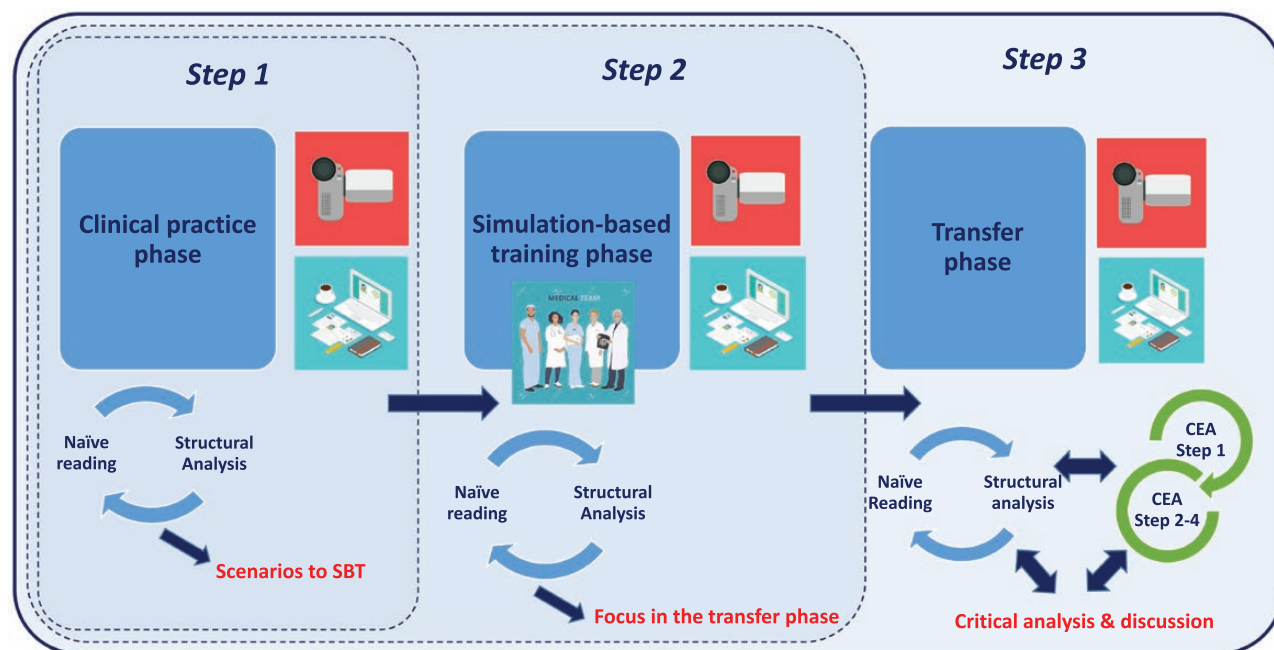 Step 1
Step 2
Step 3
Clinical practice
phase
Simulation-based
training phase
MEDICAL TEAM
Transfer
phase
Naïve
reading
Structural
Analysis
Scenarios to SBT
Naïve
reading
Structural
Analysis
Focus in the transfer phase
Naïve
Reading
Structural
analysis
CEA
Step 1
CEA
Step 2-4
Critical analysis & discussion